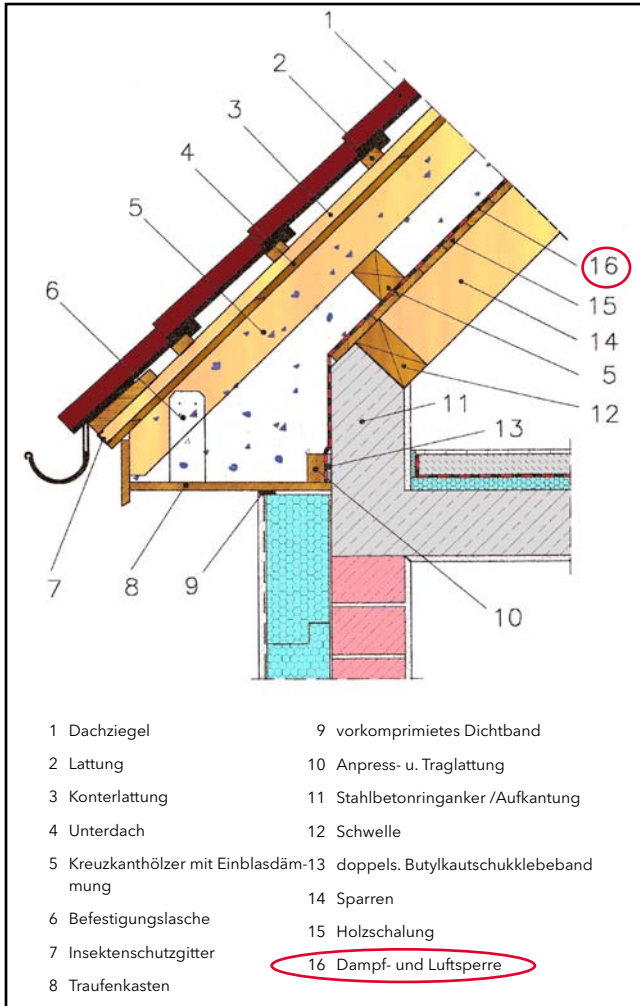 1
2
3
4
5
6
16
15
14
5
12
11
13
7
8
9
10
1 Dachziegel
2 Lattung
3 Konterlattung
4 Unterdach
5 Kreuzkanthölzer mit Einblasdäm-
mung
6 Befestigungslasche
7 Insektenschutzgitter
8 Traufenkasten
9 vorkomprimietes Dichtband
10 Anpress- u. Traglattung
11 Stahlbetonringanker /Aufkantung
12 Schwelle
13 doppels. Butylkautschukklebeband
14 Sparren
15 Holzschalung
16 Dampf- und Luftsperre